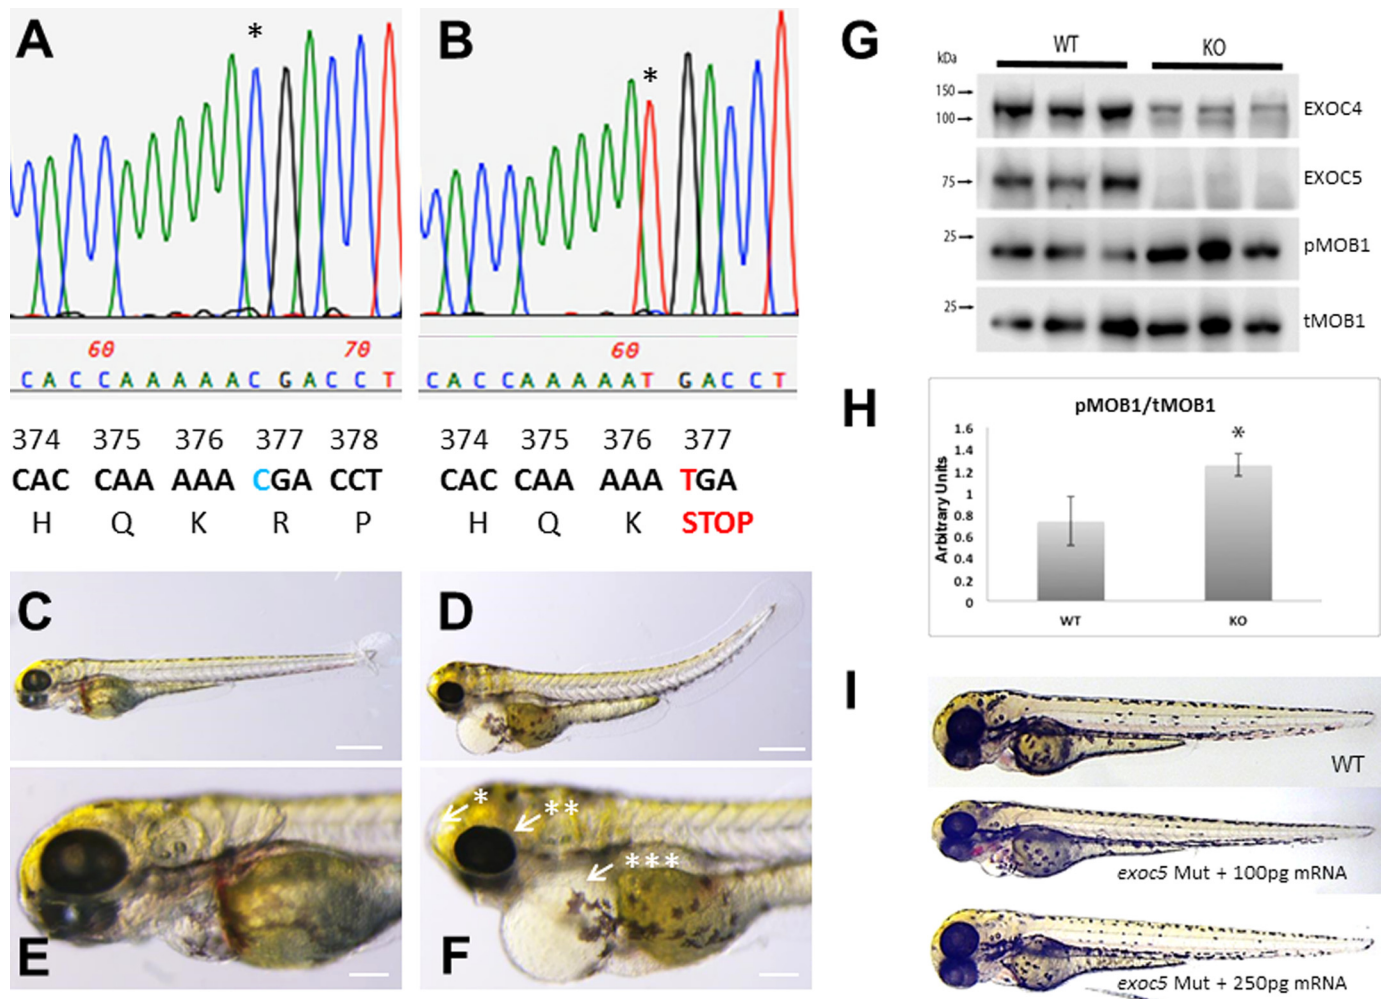 A
*
60 70
C A C C A A A A A C G A C C T
374 375 376 377 378
CAC CAA AAA CGA CCT
H Q K R P
B
*
60
C A C C A A A A A T G A C C T
374 375 376 377
CAC CAA AAA TGA
H Q K STOP
C
D
E
F
*
**
***
G
WT KO
kDa
150
100
EXOC4
75
EXOC5
25
pMOB1
25
tMOB1
H
pMOB1/tMOB1
Arbitrary Units
1.6
1.4
1.2
1
0.8
0.6
0.4
0.2
0
*
WT KO
I
WT
exoc5 Mut + 100pg mRNA
exoc5 Mut + 250pg mRNA